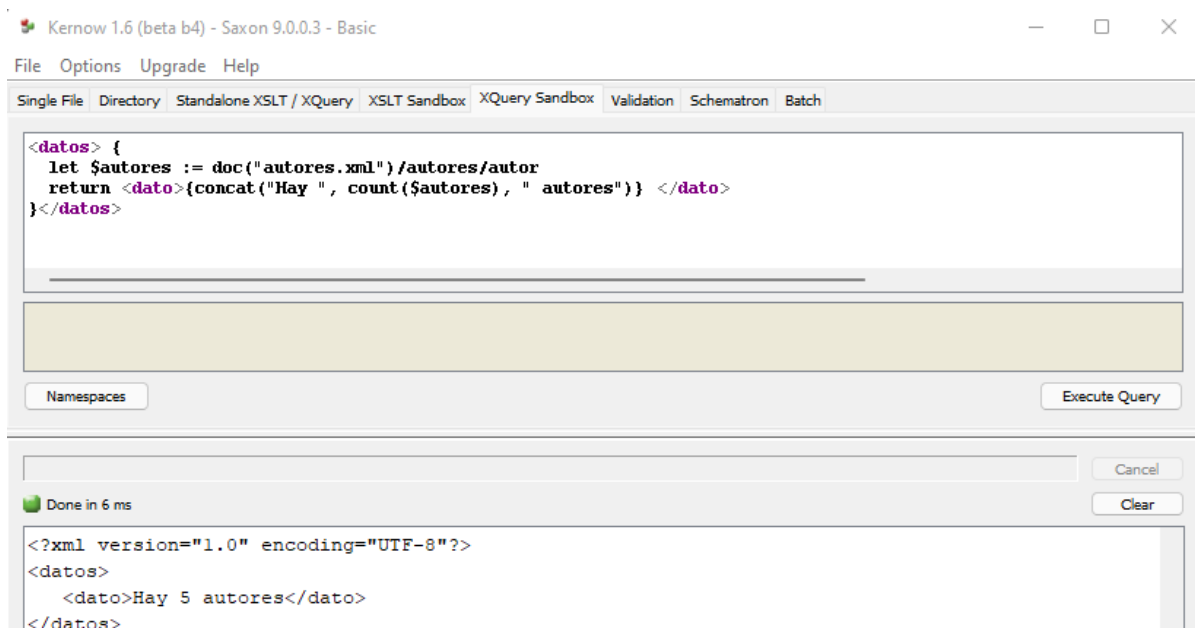 Kernow 1.6 (beta b4) - Saxon 9.0.0.3 - Basic
File Options Upgrade Help
Single File Directory Standalone XSLT / XQuery XSLT Sandbox XQuery Sandbox Validation Schematron Batch
<datos> {
  let $autores := doc("autores.xml")/autores/autor
  return <dato>{concat("Hay ", count($autores), " autores")} </dato>
}</datos>
Namespaces Execute Query
Cancel
Done in 6 ms Clear
<?xml version="1.0" encoding="UTF-8"?>
<datos>
   <dato>Hay 5 autores</dato>
</datos>